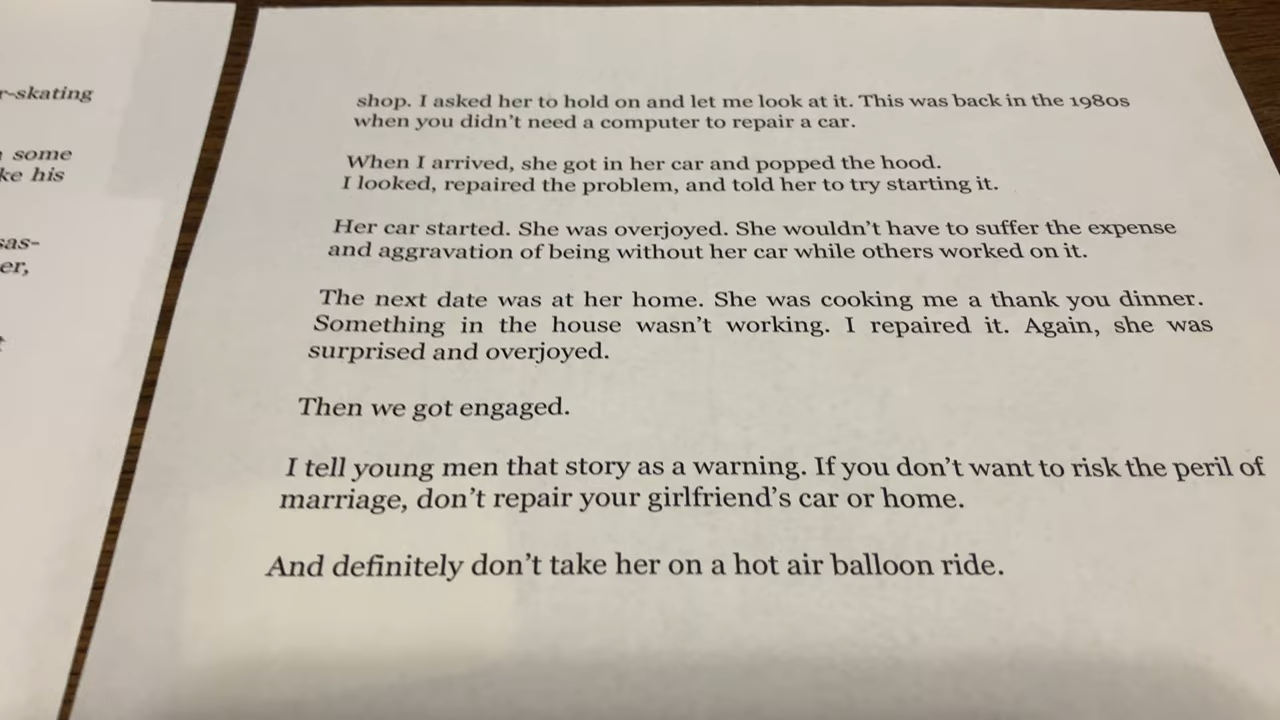 r-skating
some
ke his
sas-
er,
shop. I asked her to hold on and let me look at it. This was back in the 1980s
when you didn't need a computer to repair a car.
When I arrived, she got in her car and popped the hood.
I looked, repaired the problem, and told her to try starting it.
Her car started. She was overjoyed. She wouldn't have to suffer the expense
and aggravation of being without her car while others worked on it.
The next date was at her home. She was cooking me a thank you dinner.
Something in the house wasn't working. I repaired it. Again, she was
surprised and overjoyed.
Then we got engaged.
I tell young men that story as a warning. If you don't want to risk the peril of
marriage, don't repair your girlfriend's car or home.
And definitely don't take her on a hot air balloon ride.